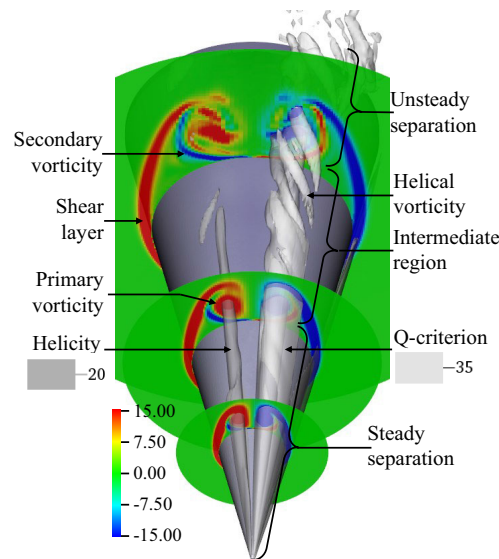 Unsteady
separation
Secondary
vorticity
Helical
vorticity
Shear
layer
Intermediate
region
Primary
vorticity
Helicity
Q-criterion
−20
−35
15.00
7.50
0.00
-7.50
-15.00
Steady
separation